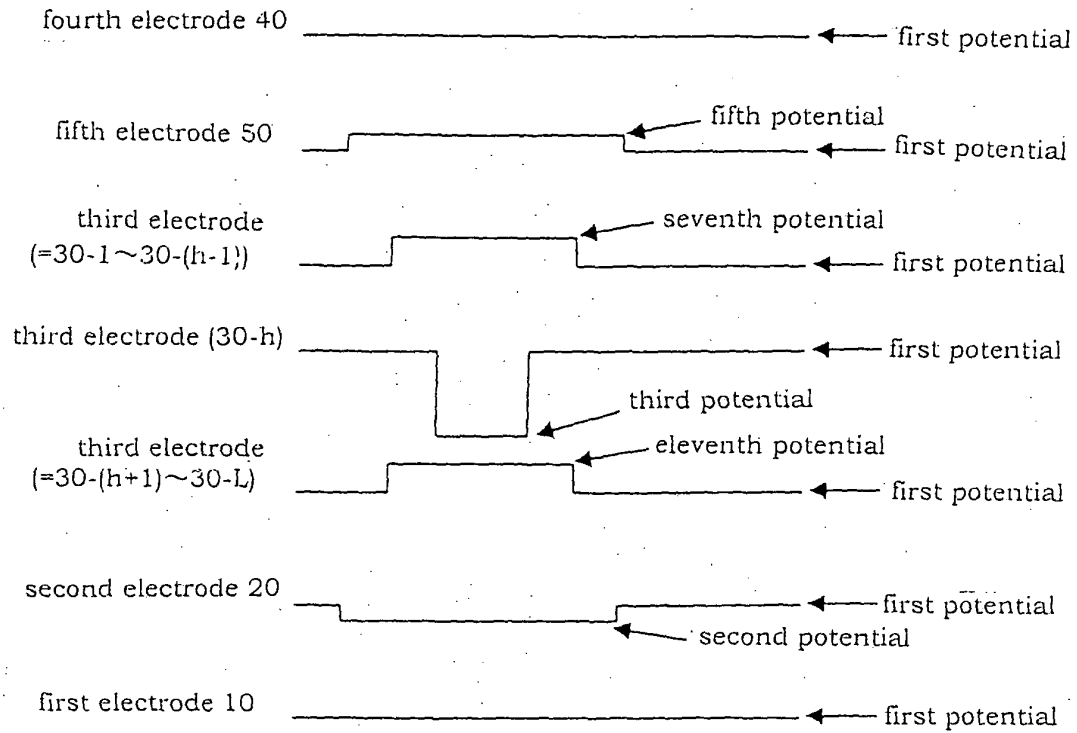 fourth electrode 40
first potential
fifth electrode 50
fifth potential
first potential
third electrode
(=30-1~30-(h-1))
seventh potential
first potential
third electrode (30-h)
first potential
third potential
third electrode
(=30-(h+1)~30-L)
eleventh potential
first potential
second electrode 20
first potential
second potential
first electrode 10
first potential